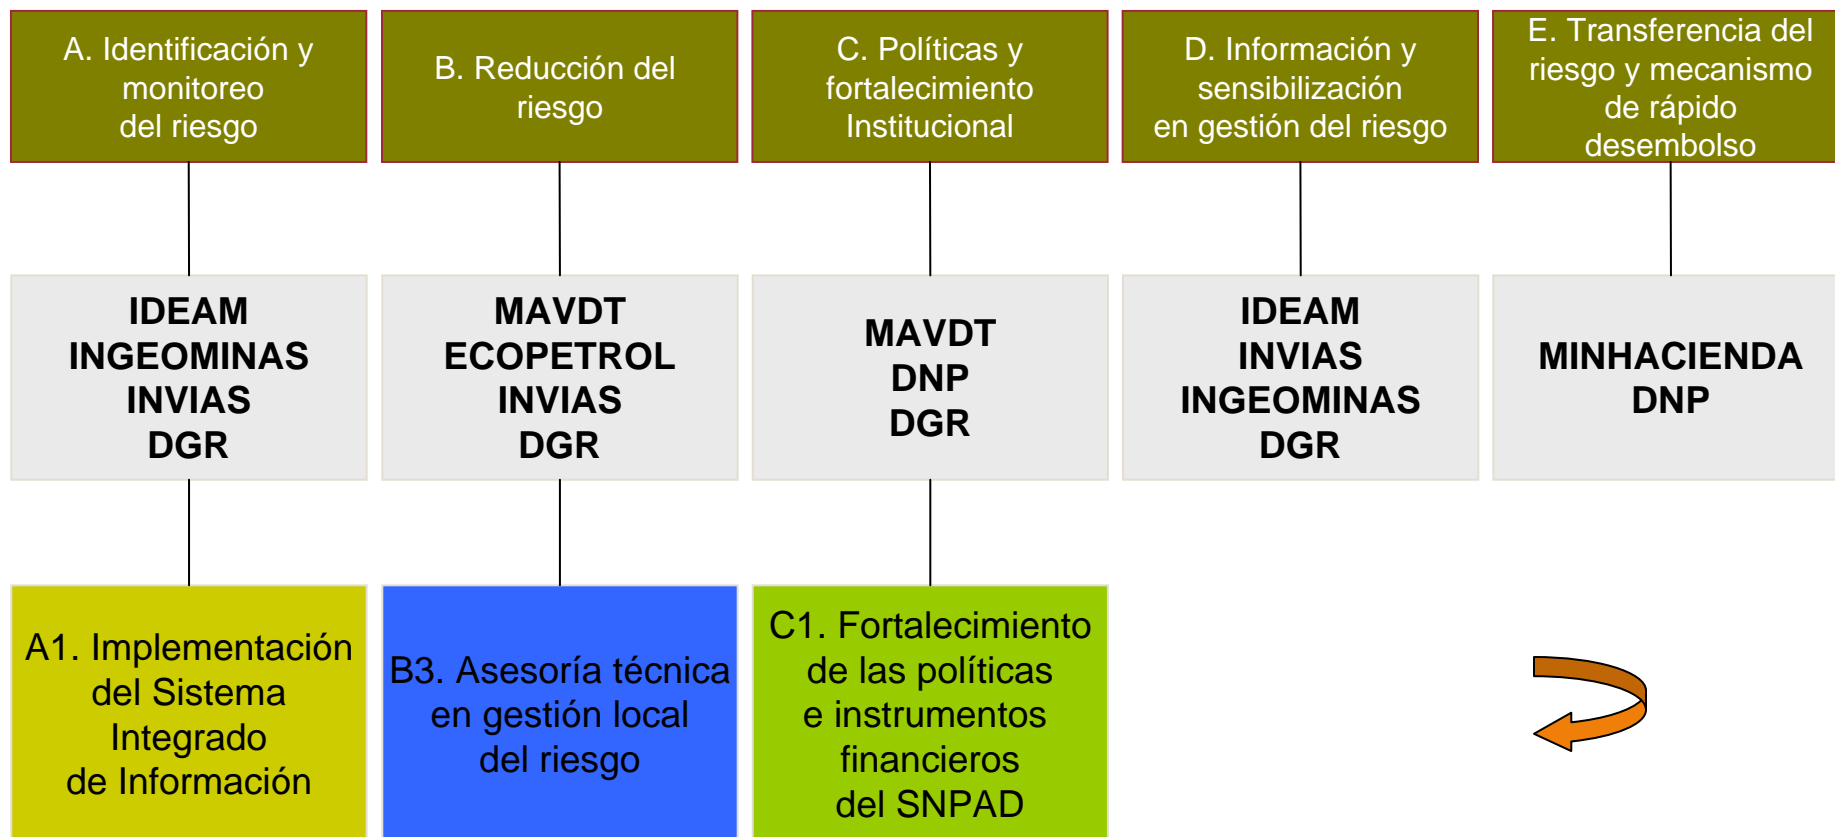 A. Identificación y
monitoreo
del riesgo
B. Reducción del
riesgo
C. Políticas y
fortalecimiento
Institucional
D. Información y
sensibilización
en gestión del riesgo
E. Transferencia del
riesgo y mecanismo
de rápido
desembolso
IDEAM
INGEOMINAS
INVIAS
DGR
MAVDT
ECOPETROL
INVIAS
DGR
MAVDT
DNP
DGR
IDEAM
INVIAS
INGEOMINAS
DGR
MINHACIENDA
DNP
A1. Implementación
del Sistema
Integrado
de Información
B3. Asesoría técnica
en gestión local
del riesgo
C1. Fortalecimiento
de las políticas
e instrumentos
financieros
del SNPAD